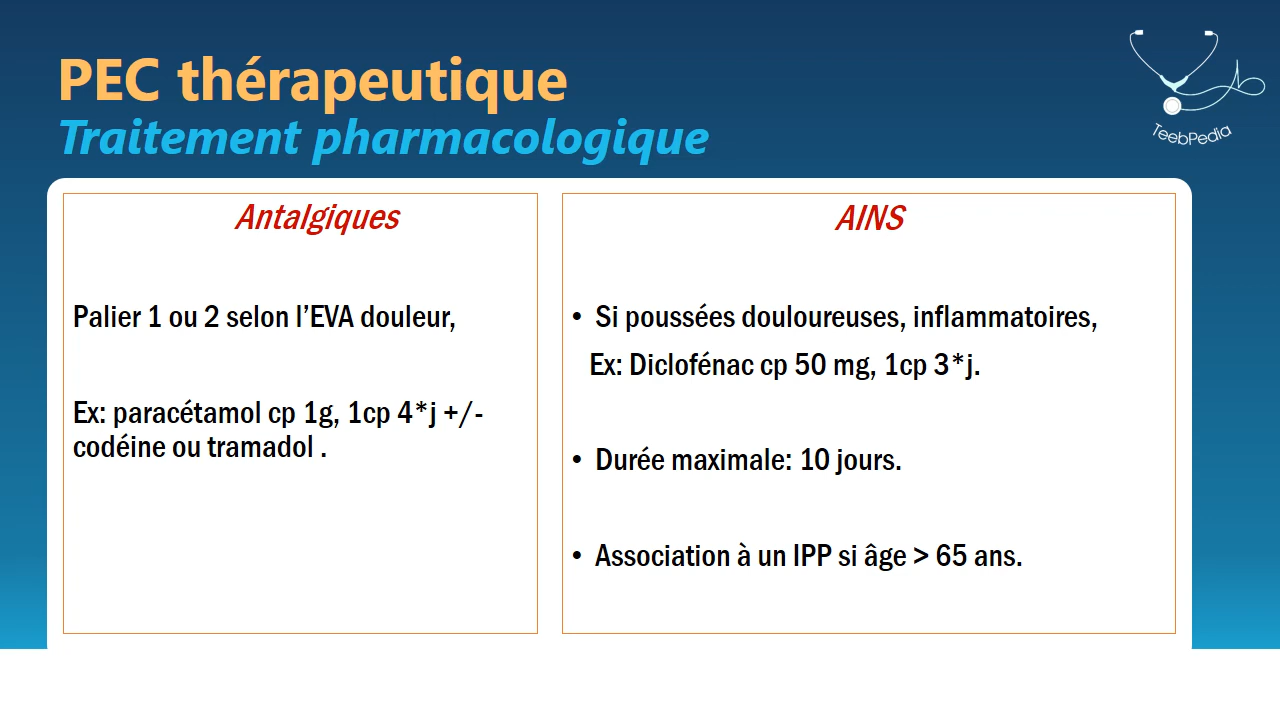 PEC thérapeutique
Traitement pharmacologique
TeebPedia
Antalgiques
Palier 1 ou 2 selon l’EVA douleur,
Ex: paracétamol cp 1g, 1cp 4*j +/-
codéine ou tramadol .
AINS
• Si poussées douloureuses, inflammatoires,
Ex: Diclofénac cp 50 mg, 1cp 3*j.
• Durée maximale: 10 jours.
• Association à un IPP si âge > 65 ans.